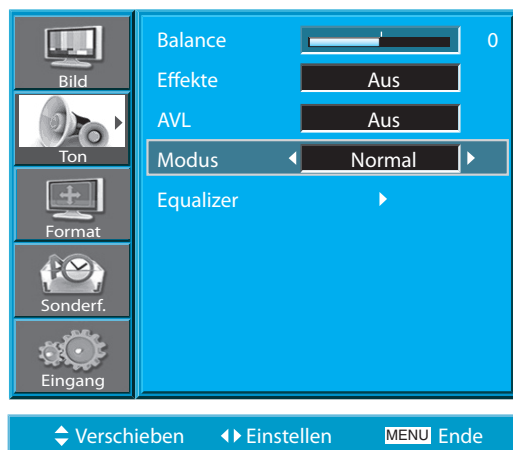 Bild
Ton
Format
Sonderf.
Eingang
Balance 0
Effekte Aus
AVL Aus
Modus Normal
Equalizer
Verschieben Einstellen MENU Ende